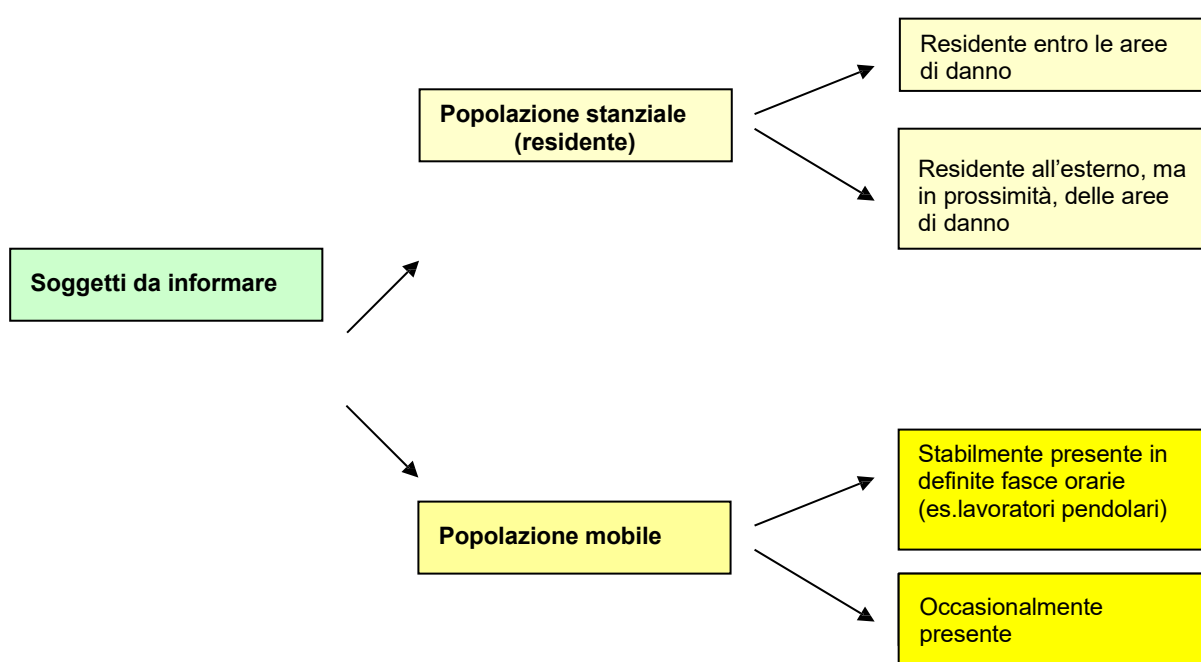 Residente entro le aree
di danno
Popolazione stanziale
(residente)
Residente all’esterno, ma
in prossimità, delle aree
di danno
Soggetti da informare
Stabilmente presente in
definite fasce orarie
(es.lavoratori pendolari)
Popolazione mobile
Occasionalmente
presente